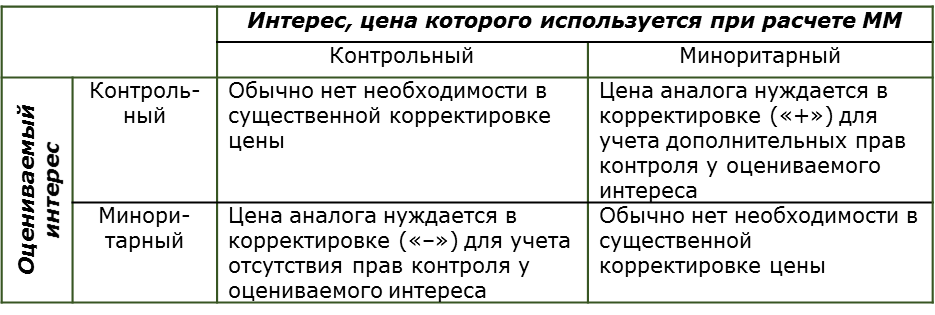 Интерес, цена которого используется при расчете ММ
Контрольный
Миноритарный
Оцениваемый
интерес
Контроль-
ный
Обычно нет необходимости в
существенной корректировке
цены
Цена аналога нуждается в
корректировке («+») для
учета дополнительных прав
контроля у оцениваемого
интереса
Минори-
тарный
Цена аналога нуждается в
корректировке («–») для учета
отсутствия прав контроля у
оцениваемого интереса
Обычно нет необходимости в
существенной
корректировке цены